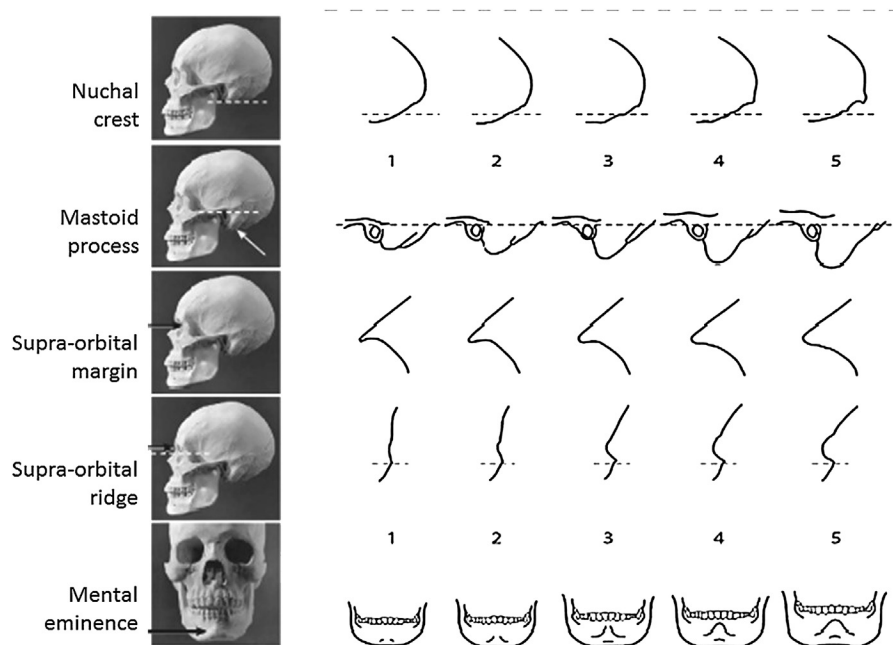 Nuchal
crest
1 2 3 4 5
Mastoid
process
Supra-orbital
margin
Supra-orbital
ridge
1 2 3 4 5
Mental
eminence